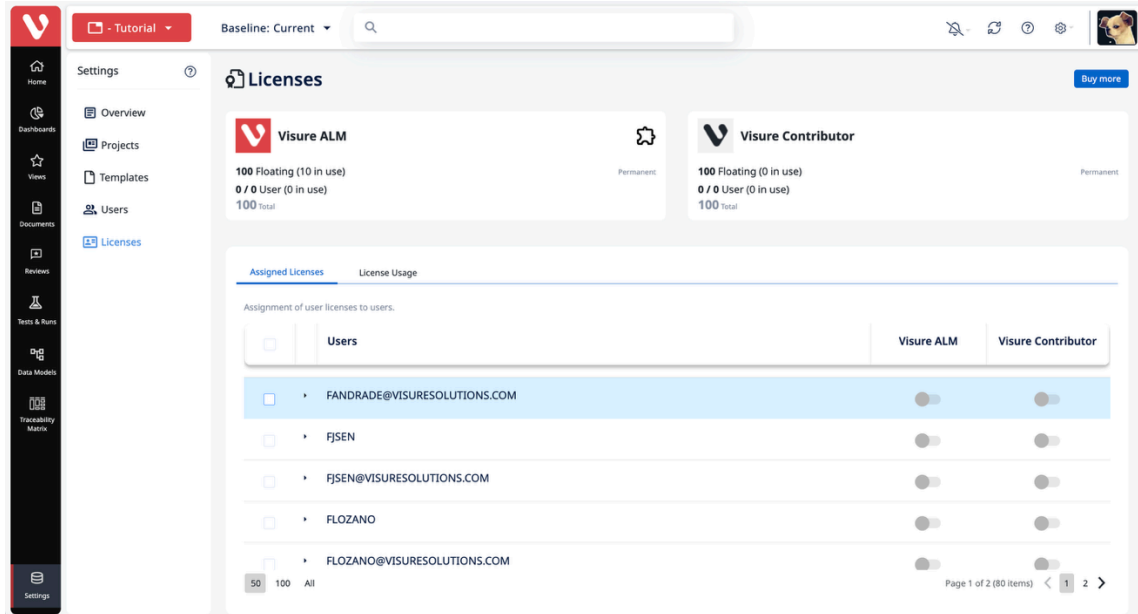 - Tutorial
Baseline: Current
Home
Dashboards
Views
Documents
Reviews
Tests & Runs
Data Models
Traceability
Matrix
Settings
Settings
Overview
Projects
Templates
Users
Licenses
Licenses
Buy more
Visure ALM
100 Floating (10 in use)
Permanent
0 / 0 User (0 in use)
100 Total
Visure Contributor
100 Floating (0 in use)
Permanent
0 / 0 User (0 in use)
100 Total
Assigned Licenses
License Usage
Assignment of user licenses to users.
Users
Visure ALM
Visure Contributor
FANDRADE@VISURESOLUTIONS.COM
FJSEN
FJSEN@VISURESOLUTIONS.COM
FLOZANO
FLOZANO@VISURESOLUTIONS.COM
50 100 All
Page 1 of 2 (80 items) 1 2